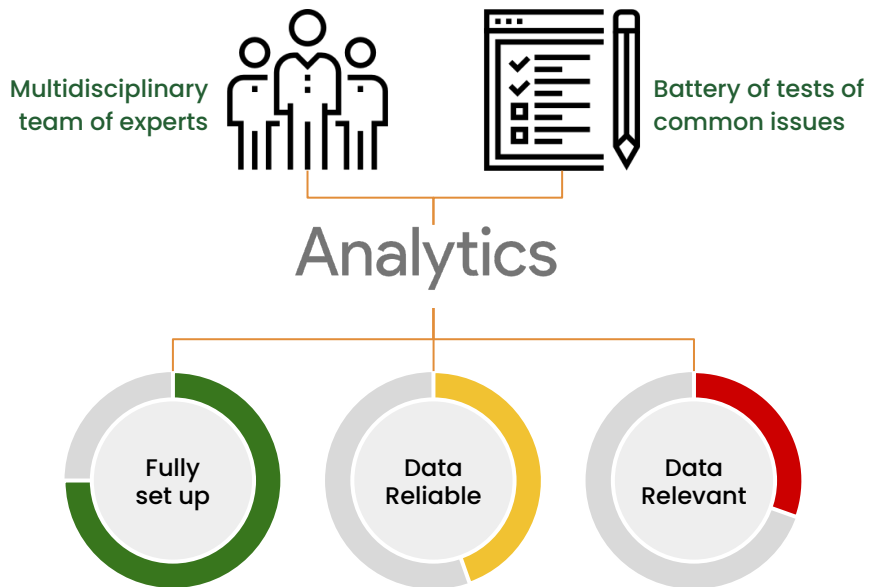 Multidisciplinary
team of experts
Battery of tests of
common issues
Analytics
Fully
set up
Data
Reliable
Data
Relevant